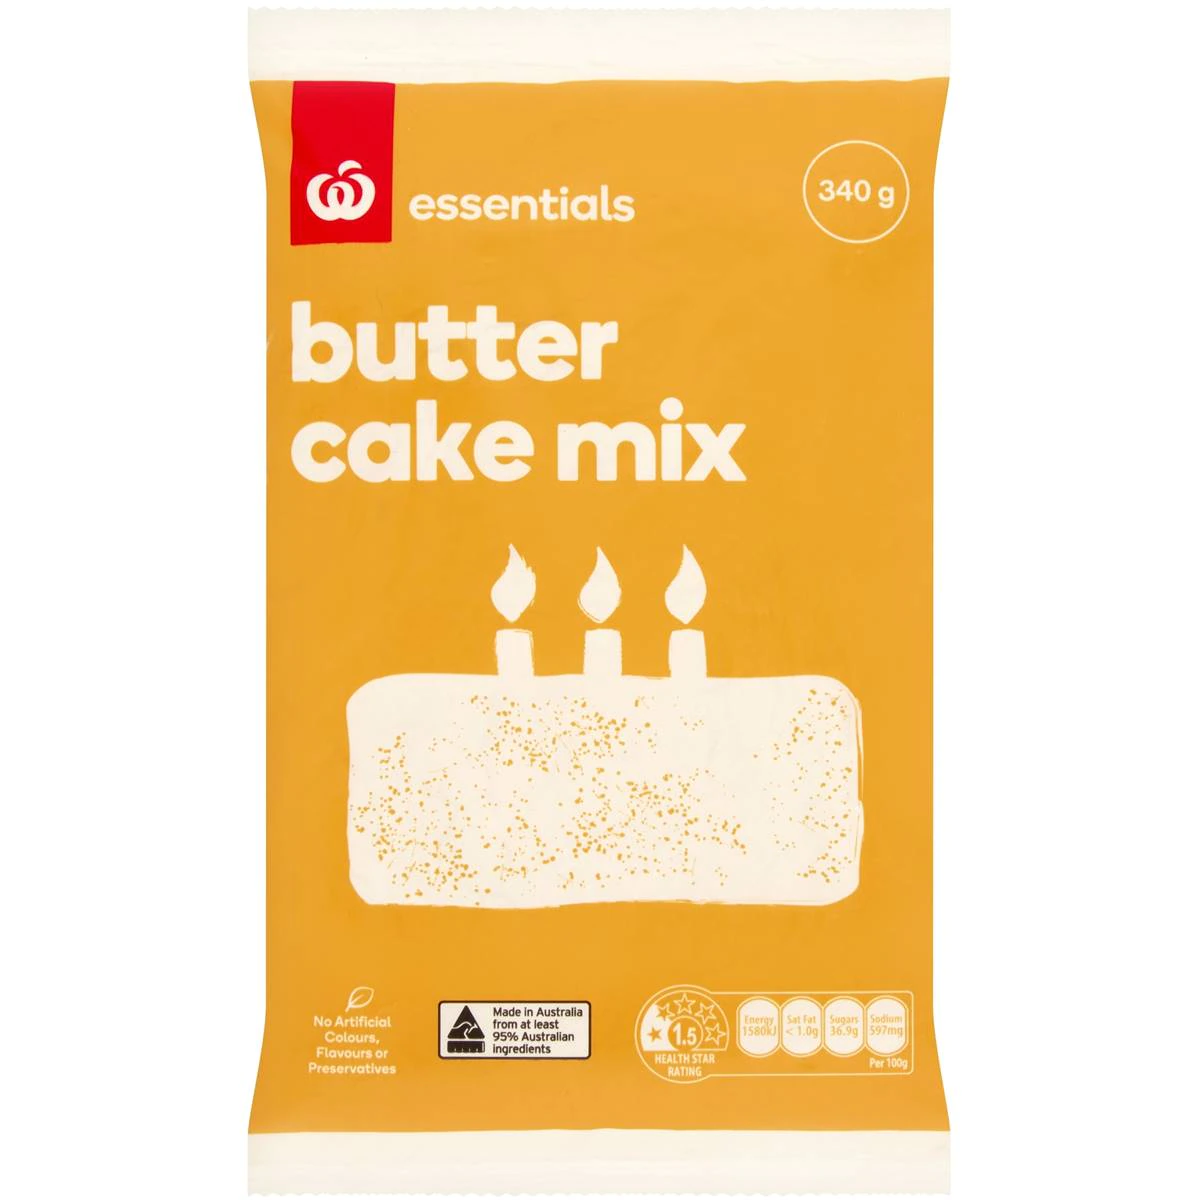 essentials
340 g
butter
cake mix
No Artificial
Colours,
Flavours or
Preservatives
Made in Australia
from at least
95% Australian
ingredients
1.5
HEALTH STAR
RATING
Energy
1580kJ
Sat Fat
< 1.0g
Sugars
36.9g
Sodium
597mg
Per 100g